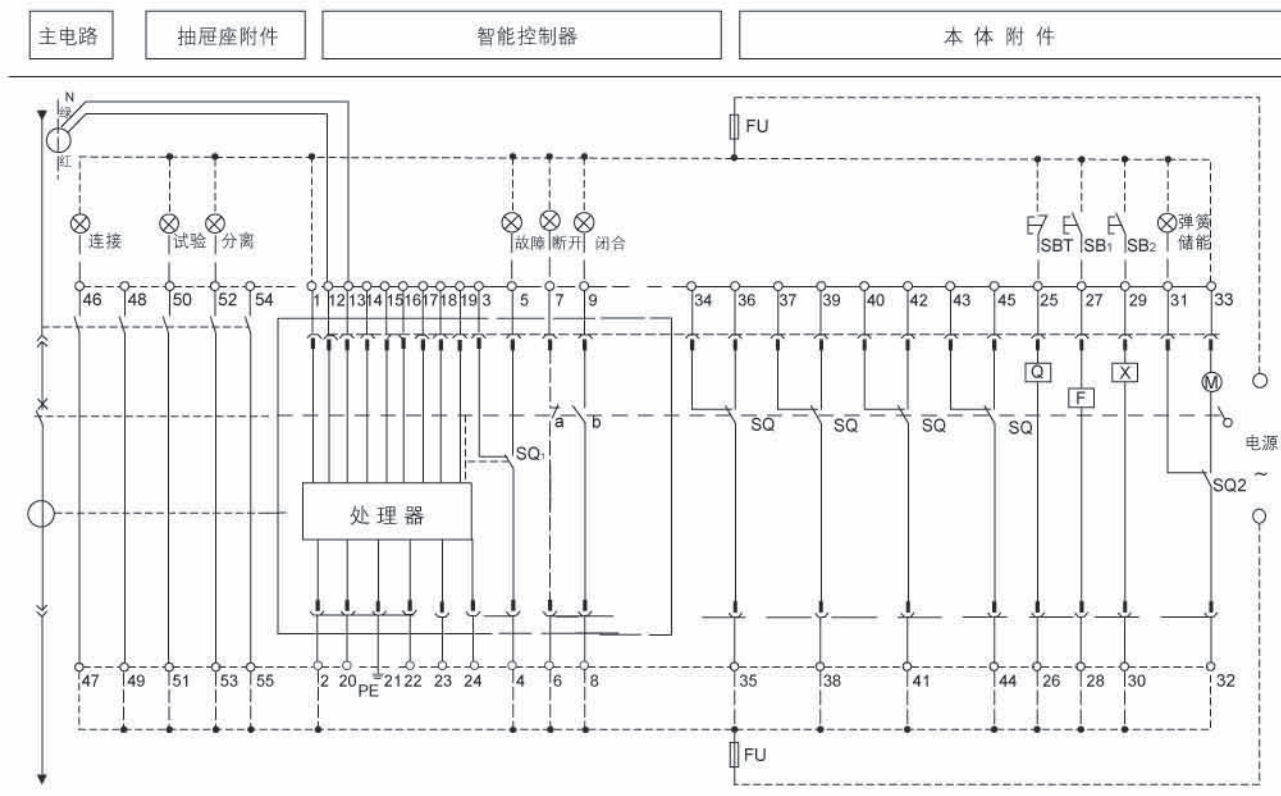 主电路 抽屉座附件 智能控制器 本体附件
N
绿
红
FU
连接 试验 分离 故障 断开 闭合 SBT SB₁ SB₂ 弹簧
储能
46 48 50 52 54 1 12 13 14 15 16 17 18 19 3 5 7 9 34 36 37 39 40 42 43 45 25 27 29 31 33
Q X M
F
a b SQ SQ SQ SQ
电源
SQ₁
~
SQ2
处理器
47 49 51 53 55 2 20 PE 21 22 23 24 4 6 8 35 38 41 44 26 28 30 32
FU